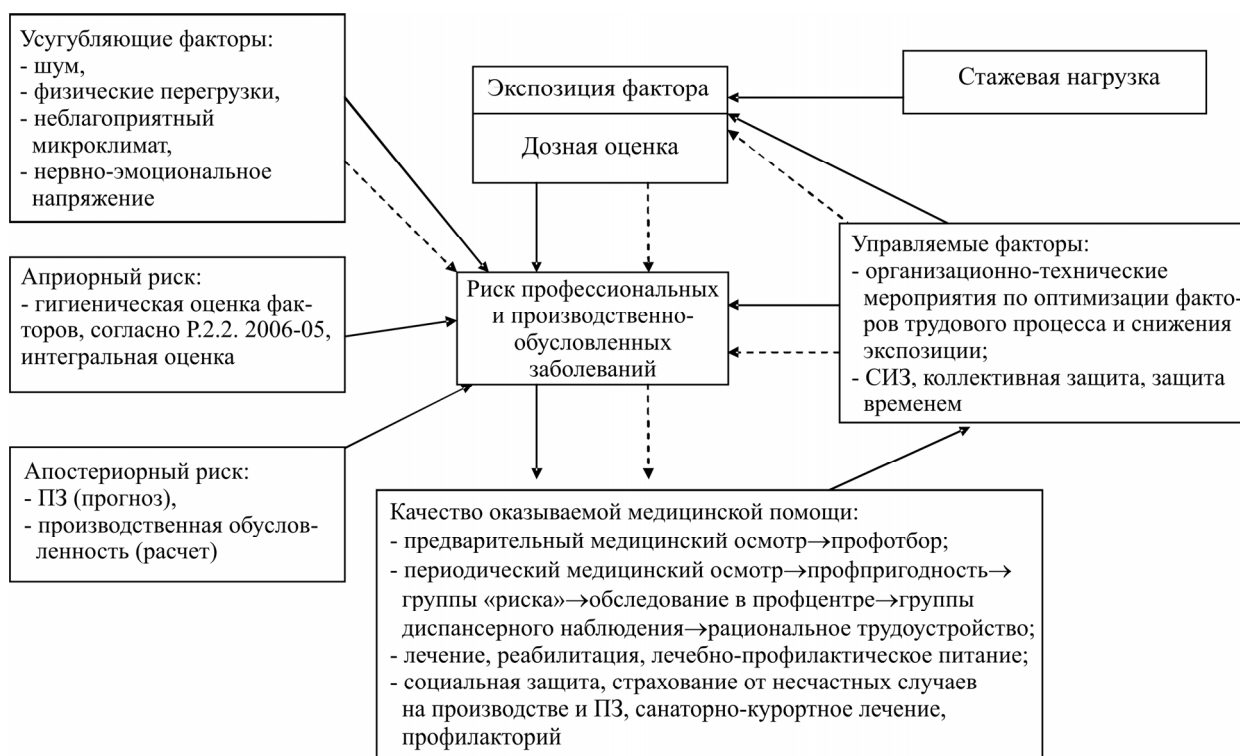 Усугубляющие факторы:
- шум,
- физические перегрузки,
- неблагоприятный
микроклимат,
- нервно-эмоциональное
напряжение
Экспозиция фактора
Дозная оценка
Стажевая нагрузка
Априорный риск:
- гигиеническая оценка фак-
торов, согласно Р.2.2. 2006-05,
интегральная оценка
Риск профессиональных
и производственно-
обусловленных
заболеваний
Управляемые факторы:
- организационно-технические
мероприятия по оптимизации факто-
ров трудового процесса и снижения
экспозиции;
- СИЗ, коллективная защита, защита
временем
Апостериорный риск:
- ПЗ (прогноз),
- производственная обуслов-
ленность (расчет)
Качество оказываемой медицинской помощи:
- предварительный медицинский осмотр→профотбор;
- периодический медицинский осмотр→профпригодность→
группы «риска»→обследование в профцентре→группы
диспансерного наблюдения→рациональное трудоустройство;
- лечение, реабилитация, лечебно-профилактическое питание;
- социальная защита, страхование от несчастных случаев
на производстве и ПЗ, санаторно-курортное лечение,
профилакторий